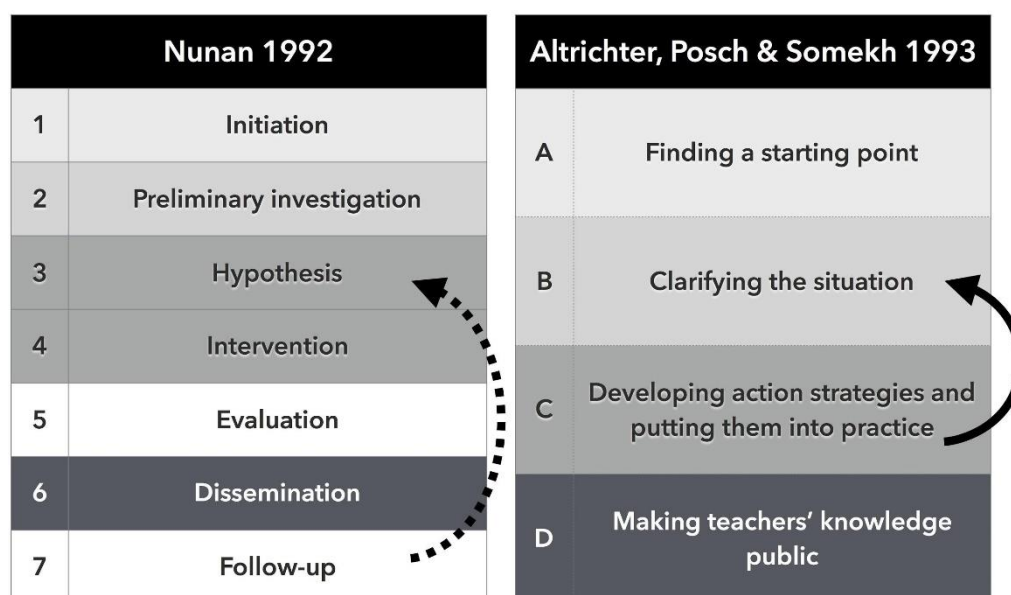 Nunan 1992
1 Initiation
2 Preliminary investigation
3 Hypothesis
4 Intervention
5 Evaluation
6 Dissemination
7 Follow-up
Altrichter, Posch & Somekh 1993
A Finding a starting point
B Clarifying the situation
C Developing action strategies and
putting them into practice
D Making teachers’ knowledge
public